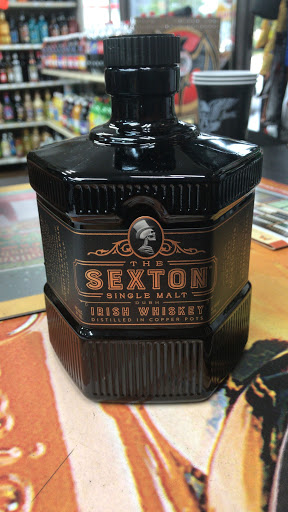 THE
SEXTON
SINGLE MALT
IRISH WHISKEY
DISTILLED IN COPPER POTS